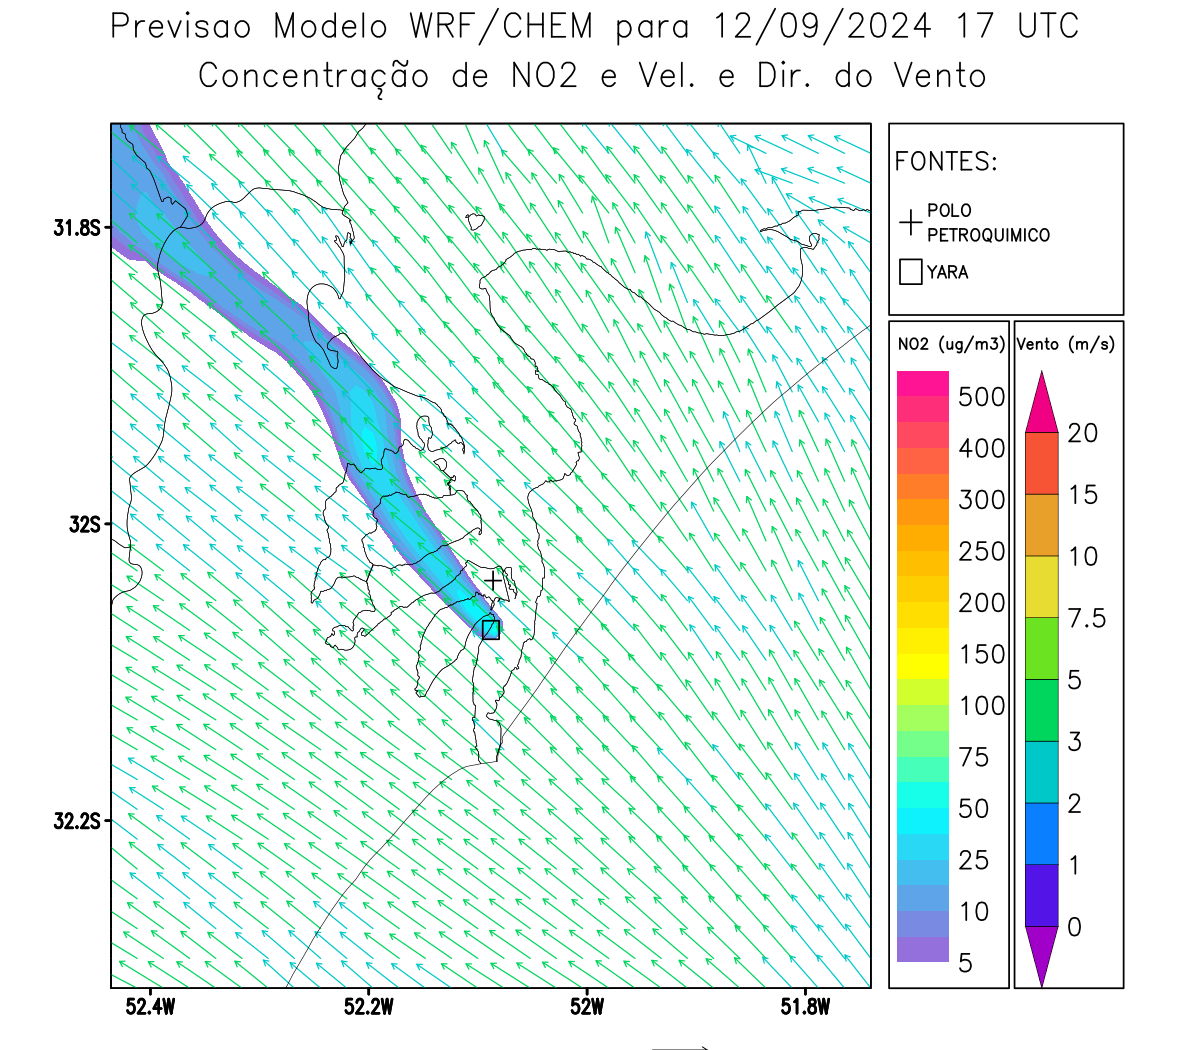 Previsao Modelo WRF/CHEM para 12/09/2024 17 UTC
Concentração de NO2 e Vel. e Dir. do Vento
FONTES:
POLO
PETROQUIMICO
YARA
NO2 (ug/m3)
500
400
300
250
200
150
100
75
50
25
10
5
Vento (m/s)
20
15
10
7.5
5
3
2
1
0
31.8S
32S
32.2S
52.4W
52.2W
52W
51.8W